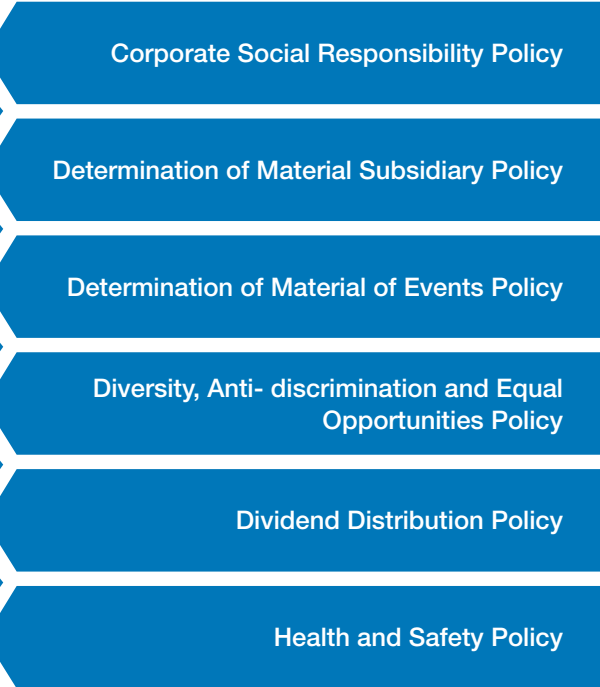 Corporate Social Responsibility Policy
Determination of Material Subsidiary Policy
Determination of Material of Events Policy
Diversity, Anti- discrimination and Equal
Opportunities Policy
Dividend Distribution Policy
Health and Safety Policy